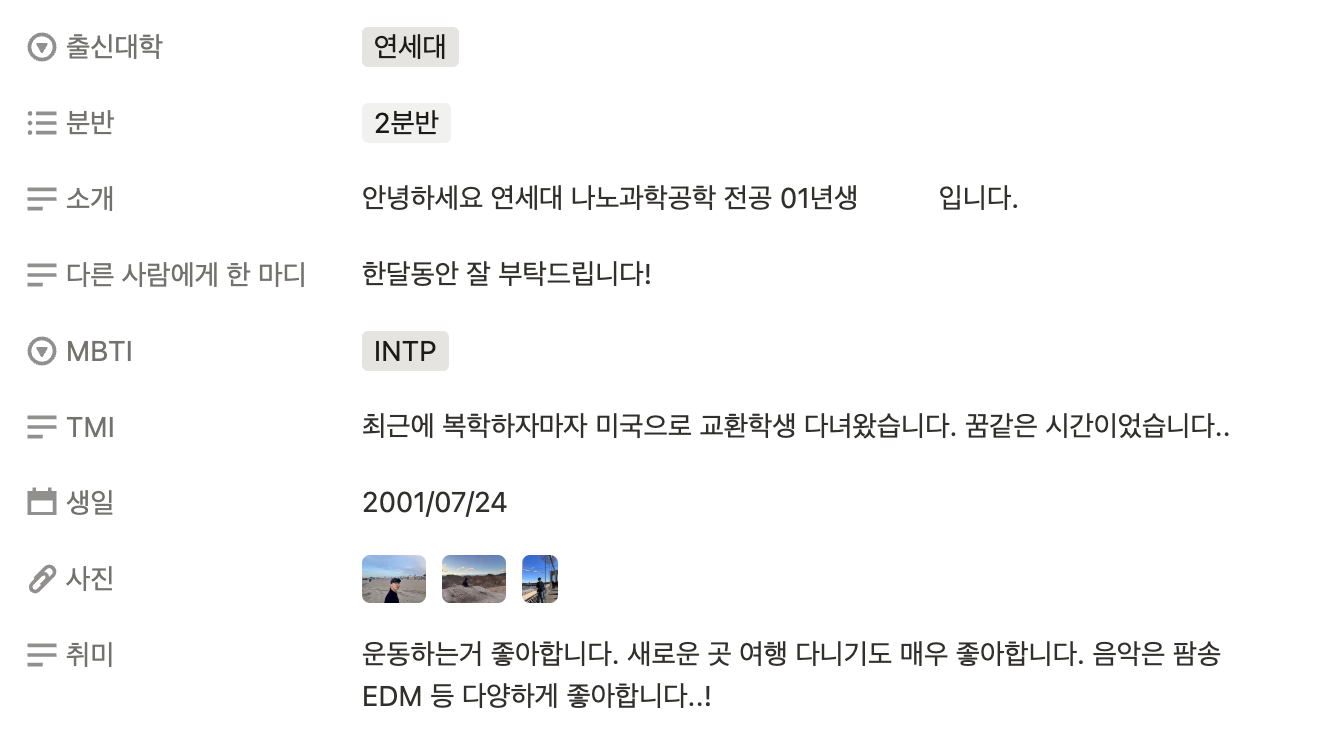 출신대학 연세대
분반 2분반
소개 안녕하세요 연세대 나노과학공학 전공 01년생 입니다.
다른 사람에게 한 마디 한달동안 잘 부탁드립니다!
MBTI INTP
TMI 최근에 복학하자마자 미국으로 교환학생 다녀왔습니다. 꿈같은 시간이었습니다..
생일 2001/07/24
사진
취미 운동하는거 좋아합니다. 새로운 곳 여행 다니기도 매우 좋아합니다. 음악은 팜송
EDM 등 다양하게 좋아합니다..!